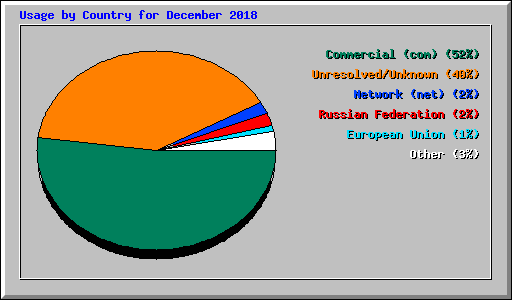 Usage by Country for December 2018
Commercial (com) (52%)
Unresolved/Unknown (40%)
Network (net) (2%)
Russian Federation (2%)
European Union (1%)
Other (3%)